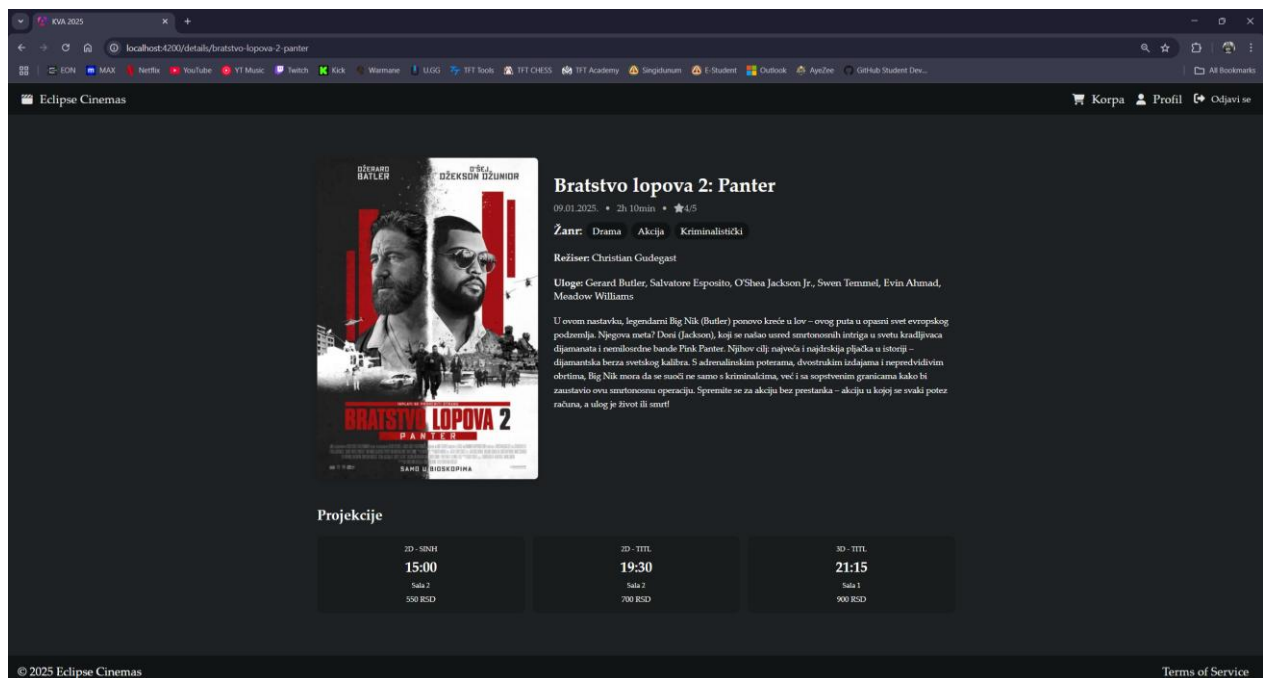 KVA 2025
localhost:4200/details/bratstvo-lopova-2-panter
EON MAX Netflix YouTube YT Music Twitch Kick Warmane U.GG TFT Tools TFT CHESS TFT Academy Singidunum E-Student Outlook AyeZee GitHub Student Dev... All Bookmarks
Eclipse Cinemas
Korpa Profil Odjavi se
DŽERARD BATLER
O'ŠEJ DŽEKSON DŽUNIOR
BRATSTVO LOPOVA 2
PANTER
SAMO U BIOSKOPIMA
Bratstvo lopova 2: Panter
09.01.2025. • 2h 10min • ★4/5
Žanr: Drama Akcija Kriminalistički
Režiser: Christian Gudegast
Uloge: Gerard Butler, Salvatore Esposito, O'Shea Jackson Jr., Swen Temmel, Evin Ahmad,
Meadow Williams
U ovom nastavku, legendarni Big Nik (Butler) ponovo kreće u lov – ovog puta u opasni svet evropskog
podzemlja. Njegova meta? Doni (Jackson), koji se našao usred smrtonosnih intriga u svetu kradljivaca
dijamanata i nemilosrdne bande Pink Panter. Njihov cilj: najveća i najdrskija pljačka u istoriji –
dijamantska berza svetskog kalibra. S adrenalinskim poterama, dvostrukim izdajama i nepredvidivim
obrtima, Big Nik mora da se suoči ne samo s kriminalcima, već i sa sopstvenim granicama kako bi
zaustavio ovu smrtonosnu operaciju. Spremite se za akciju bez prestanka – akciju u kojoj se svaki potez
računa, a ulog je život ili smrt!
Projekcije
2D - SINH
15:00
Sala 2
550 RSD
2D - TITL
19:30
Sala 2
700 RSD
3D - TITL
21:15
Sala 1
900 RSD
© 2025 Eclipse Cinemas
Terms of Service